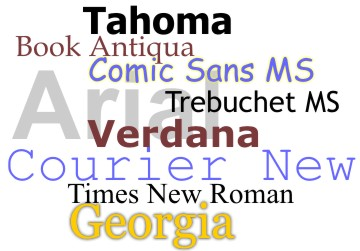 Tahoma
Book Antiqua
Comic Sans MS
Arial
Trebuchet MS
Verdana
Courier New
Times New Roman
Georgia